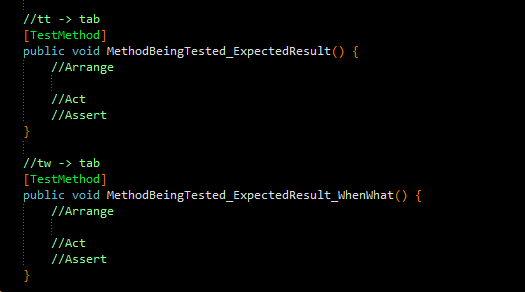 //tt -> tab
[TestMethod]
public void MethodBeingTested_ExpectedResult() {
//Arrange
//Act
//Assert
}
//tw -> tab
[TestMethod]
public void MethodBeingTested_ExpectedResult_WhenWhat() {
//Arrange
//Act
//Assert
}